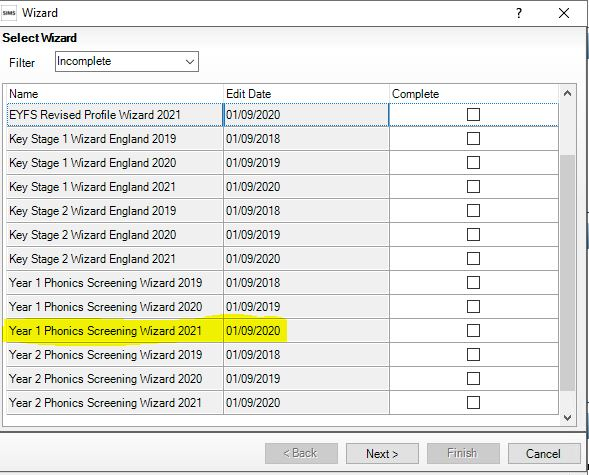 SIMS Wizard ?
Select Wizard
Filter Incomplete
Name Edit Date Complete
EYFS Revised Profile Wizard 2021 01/09/2020
Key Stage 1 Wizard England 2019 01/09/2018
Key Stage 1 Wizard England 2020 01/09/2019
Key Stage 1 Wizard England 2021 01/09/2020
Key Stage 2 Wizard England 2019 01/09/2018
Key Stage 2 Wizard England 2020 01/09/2019
Key Stage 2 Wizard England 2021 01/09/2020
Year 1 Phonics Screening Wizard 2019 01/09/2018
Year 1 Phonics Screening Wizard 2020 01/09/2019
Year 1 Phonics Screening Wizard 2021 01/09/2020
Year 2 Phonics Screening Wizard 2019 01/09/2018
Year 2 Phonics Screening Wizard 2020 01/09/2019
Year 2 Phonics Screening Wizard 2021 01/09/2020
< Back Next > Finish Cancel